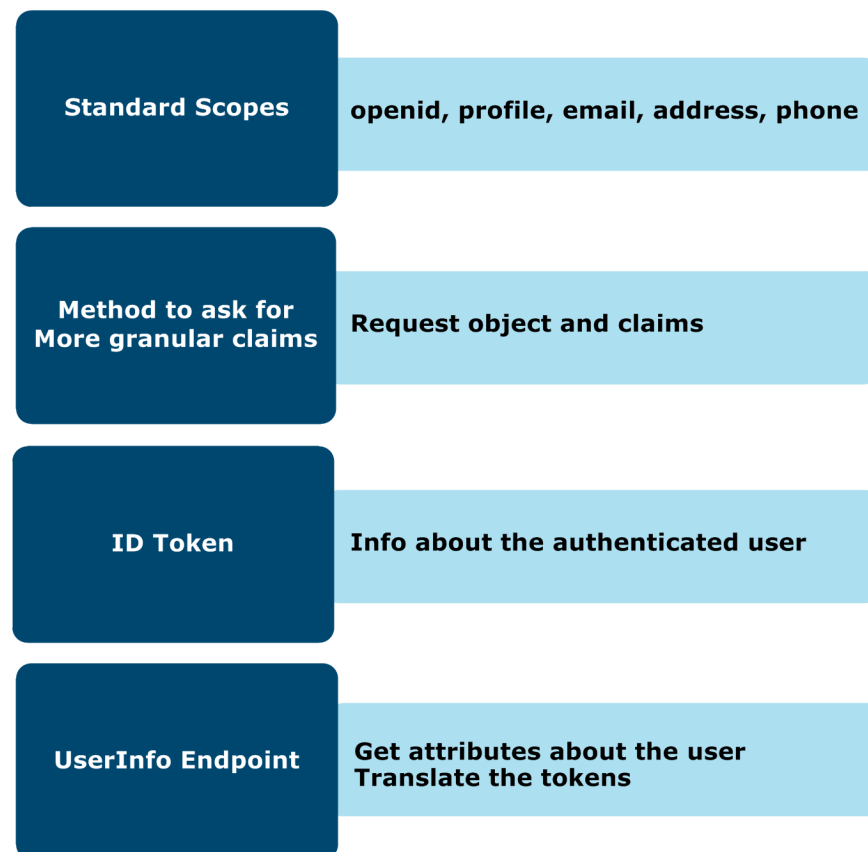 Standard Scopes
openid, profile, email, address, phone
Method to ask for
More granular claims
Request object and claims
ID Token
Info about the authenticated user
UserInfo Endpoint
Get attributes about the user
Translate the tokens